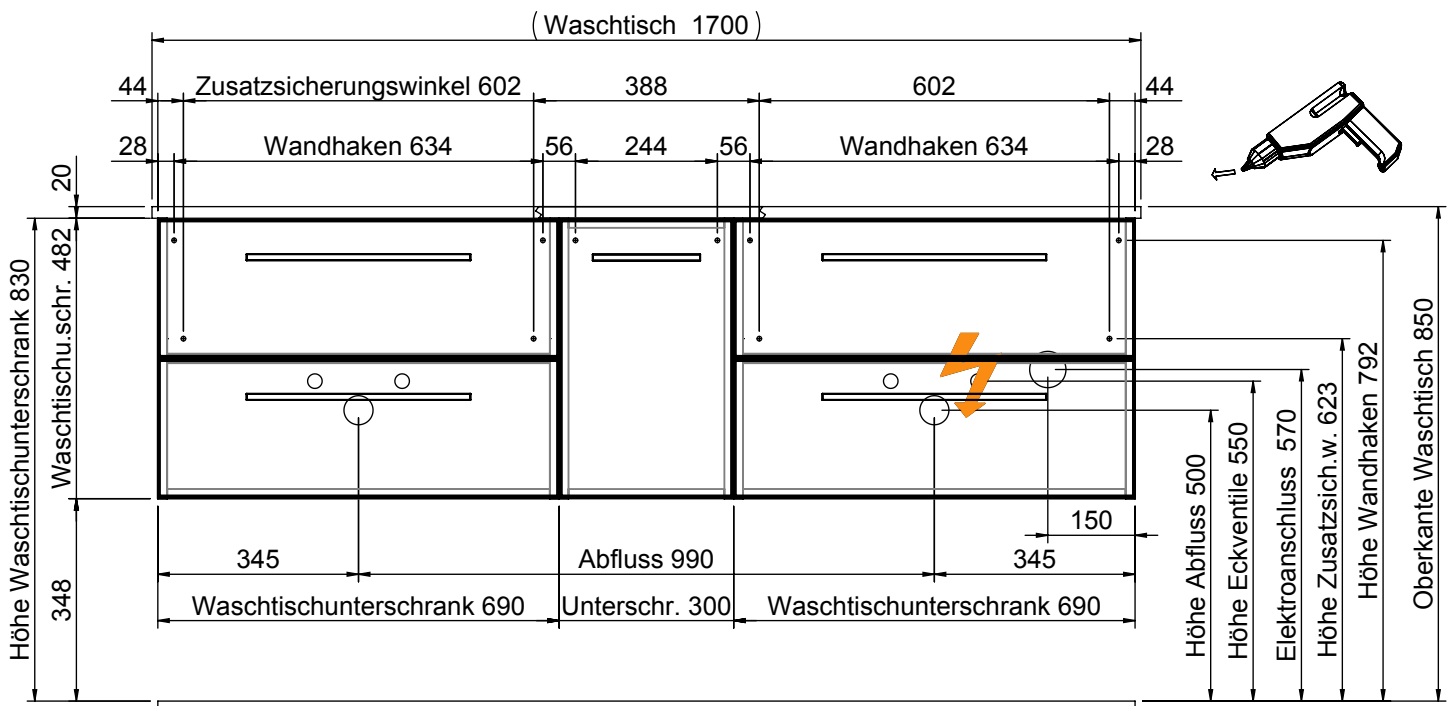 ( Waschtisch 1700 )
44
Zusatzsicherungswinkel 602
388
602
44
28
Wandhaken 634
56
244
56
Wandhaken 634
28
20
Höhe Waschtischunterschrank 830
Waschtischu.schr. 482
348
345
Abfluss 990
345
150
Waschtischunterschrank 690
Unterschr. 300
Waschtischunterschrank 690
Höhe Abfluss 500
Höhe Eckventile 550
Elektroanschluss 570
Höhe Zusatzsich.w. 623
Höhe Wandhaken 792
Oberkante Waschtisch 850